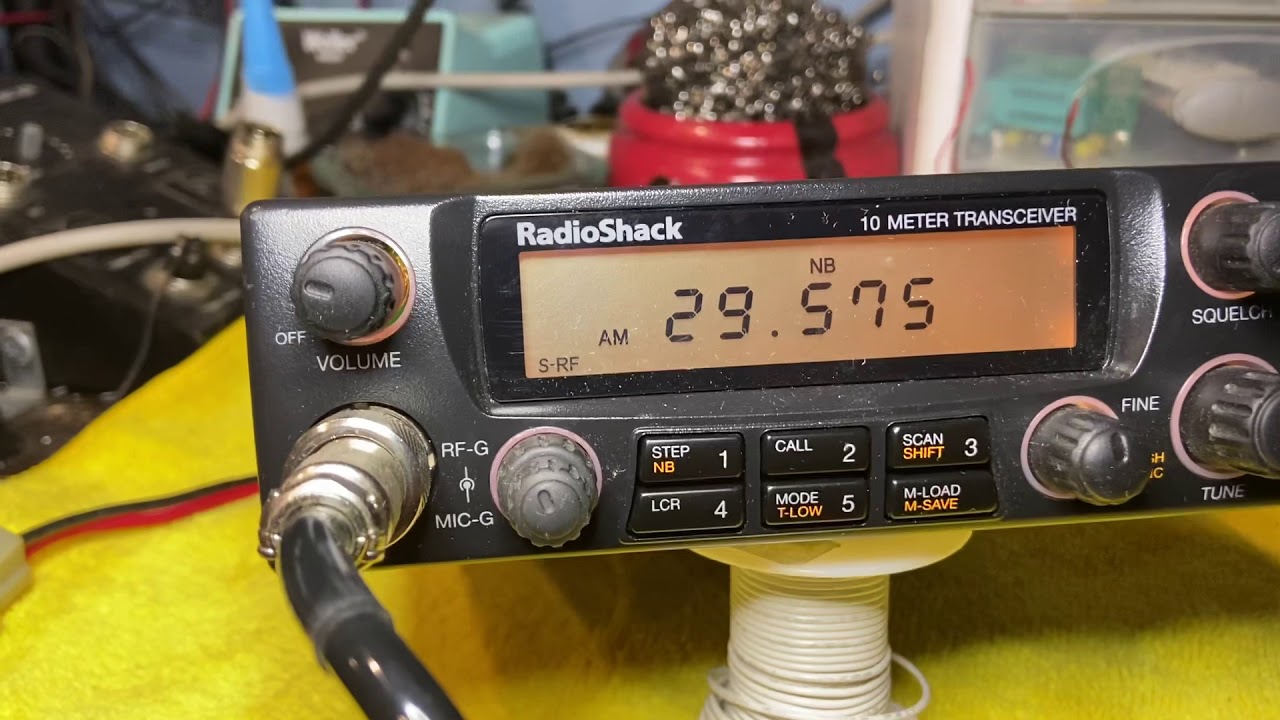 Weller
RadioShack
10 METER TRANSCEIVER
NB
AM
29.575
S-RF
OFF
VOLUME
SQUELCH
RF-G
MIC-G
STEP
NB
1
CALL
2
SCAN
SHIFT
3
LCR
4
MODE
T-LOW
5
M-LOAD
M-SAVE
FINE
TUNE